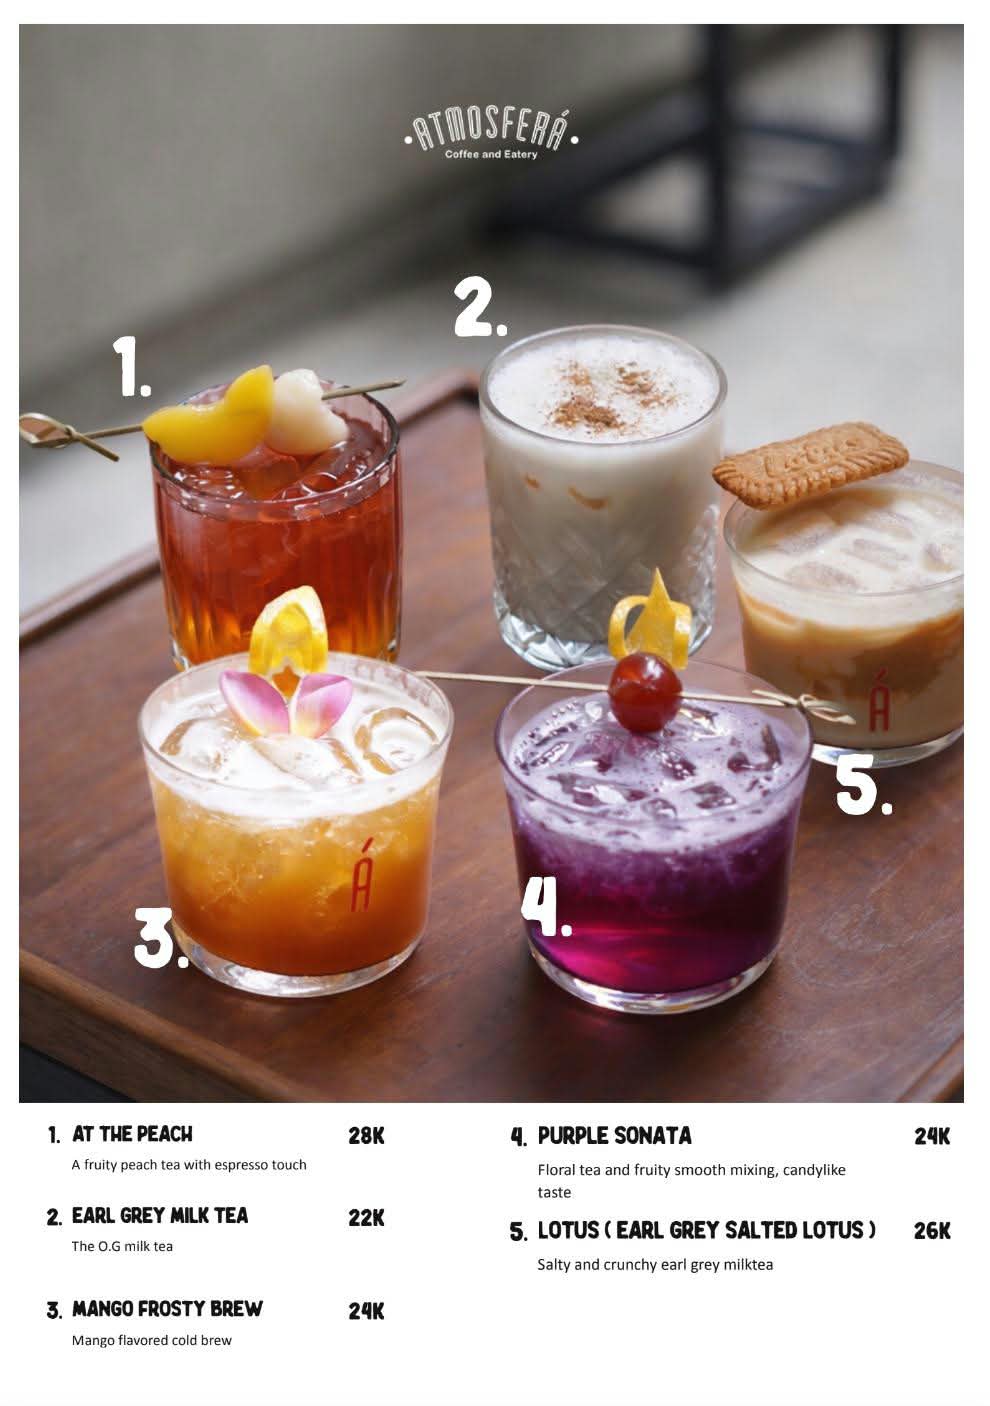 ATMOSFERÁ
Coffee and Eatery
2.
1.
5.
4.
3.
Á
Á
1. AT THE PEACH 28K
A fruity peach tea with espresso touch
2. EARL GREY MILK TEA 22K
The O.G milk tea
3. MANGO FROSTY BREW 24K
Mango flavored cold brew
4. PURPLE SONATA 24K
Floral tea and fruity smooth mixing, candylike
taste
5. LOTUS ( EARL GREY SALTED LOTUS ) 26K
Salty and crunchy earl grey milktea